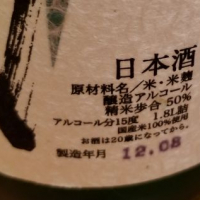 日本酒
原材料名／米・米麹
醸造アルコール
精米歩合 50%
アルコール分15度 1.8L詰
国産米100%使用
お酒は20歳になってから。
製造年月 12.08